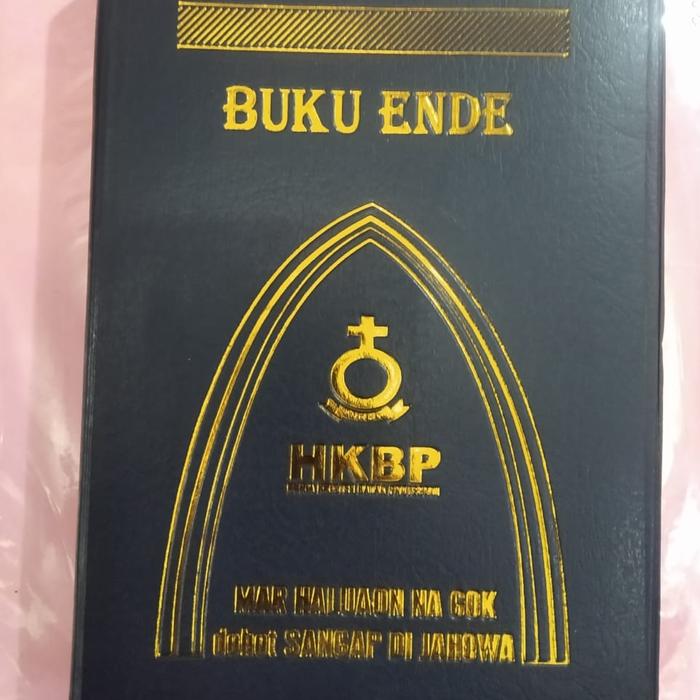 BUKU ENDE
HKBP
MAR HALUAON NA GOK
dohot SANGAP DI JAHOWA